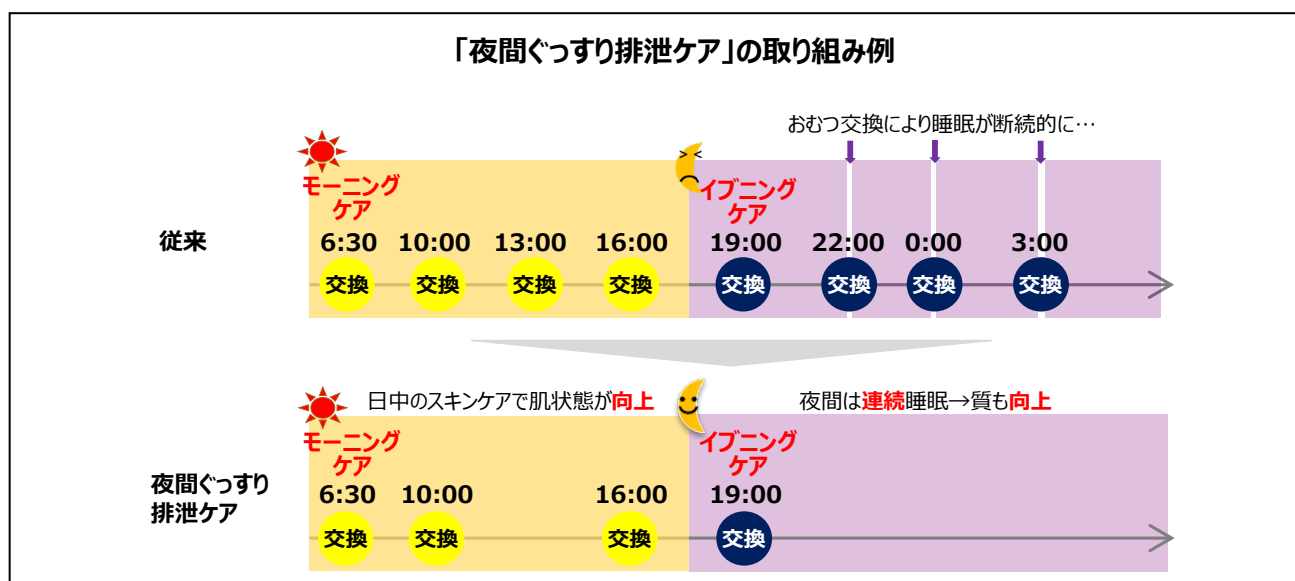 「夜間ぐっすり排泄ケア」の取り組み例
おむつ交換により睡眠が断続的に…
モーニング
ケア
イブニング
ケア
従来
6:30 10:00 13:00 16:00 19:00 22:00 0:00 3:00
交換 交換 交換 交換 交換 交換 交換 交換
日中のスキンケアで肌状態が向上
夜間は連続睡眠→質も向上
モーニング
ケア
イブニング
ケア
夜間ぐっすり
排泄ケア
6:30 10:00 16:00 19:00
交換 交換 交換 交換